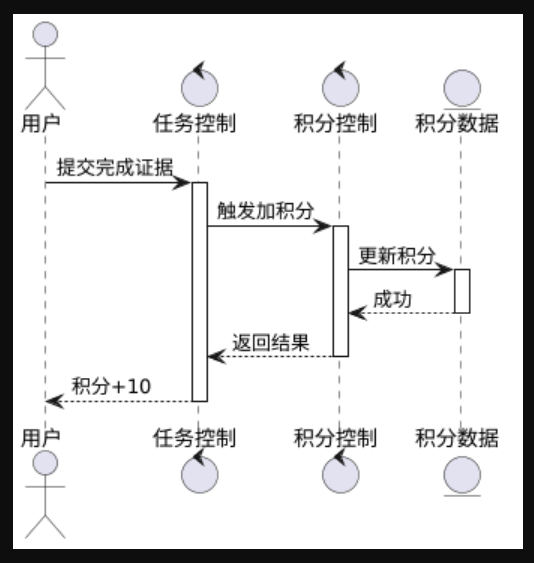 用户 任务控制 积分控制 积分数据
提交完成证据
触发加积分
更新积分
成功
返回结果
积分+10
用户 任务控制 积分控制 积分数据